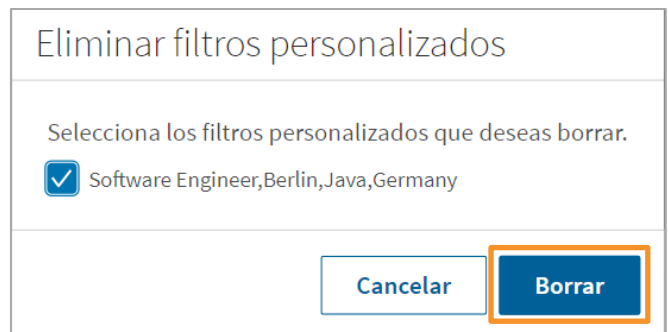 Eliminar filtros personalizados
Selecciona los filtros personalizados que deseas borrar.
Software Engineer,Berlin,Java,Germany
Cancelar
Borrar